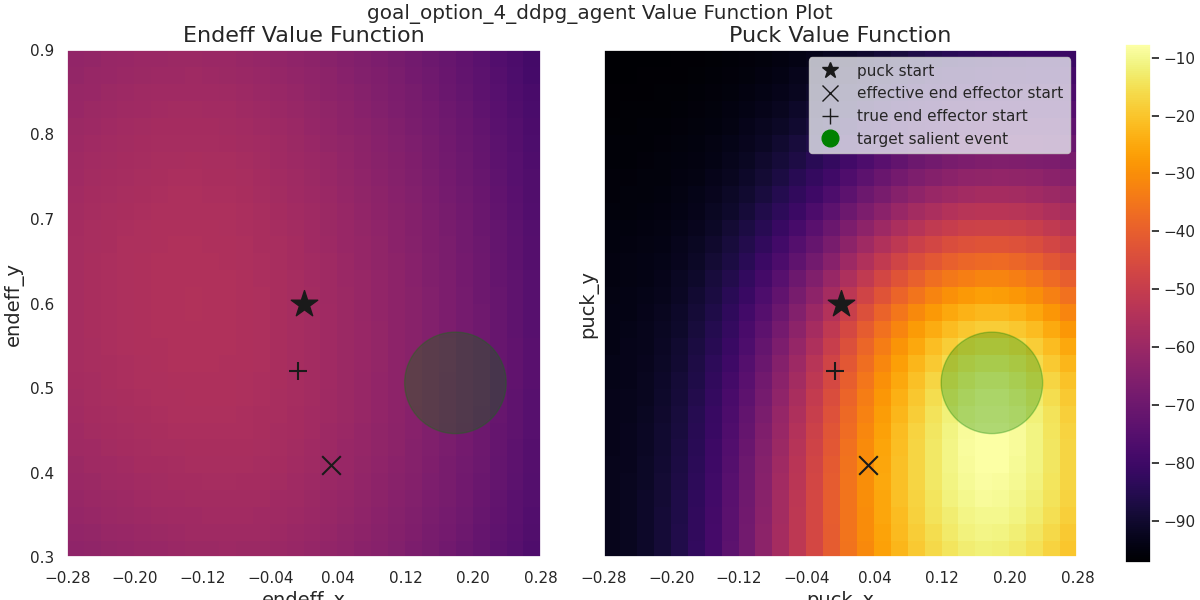 goal_option_4_ddpg_agent Value Function Plot
Endeff Value Function
Puck Value Function
puck start
effective end effector start
true end effector start
target salient event
0.9
0.8
0.7
0.6
0.5
0.4
0.3
endeff_y
−0.28 −0.20 −0.12 −0.04 0.04 0.12 0.20 0.28
endeff_x
puck_y
−0.28 −0.20 −0.12 −0.04 0.04 0.12 0.20 0.28
puck_x
−10
−20
−30
−40
−50
−60
−70
−80
−90